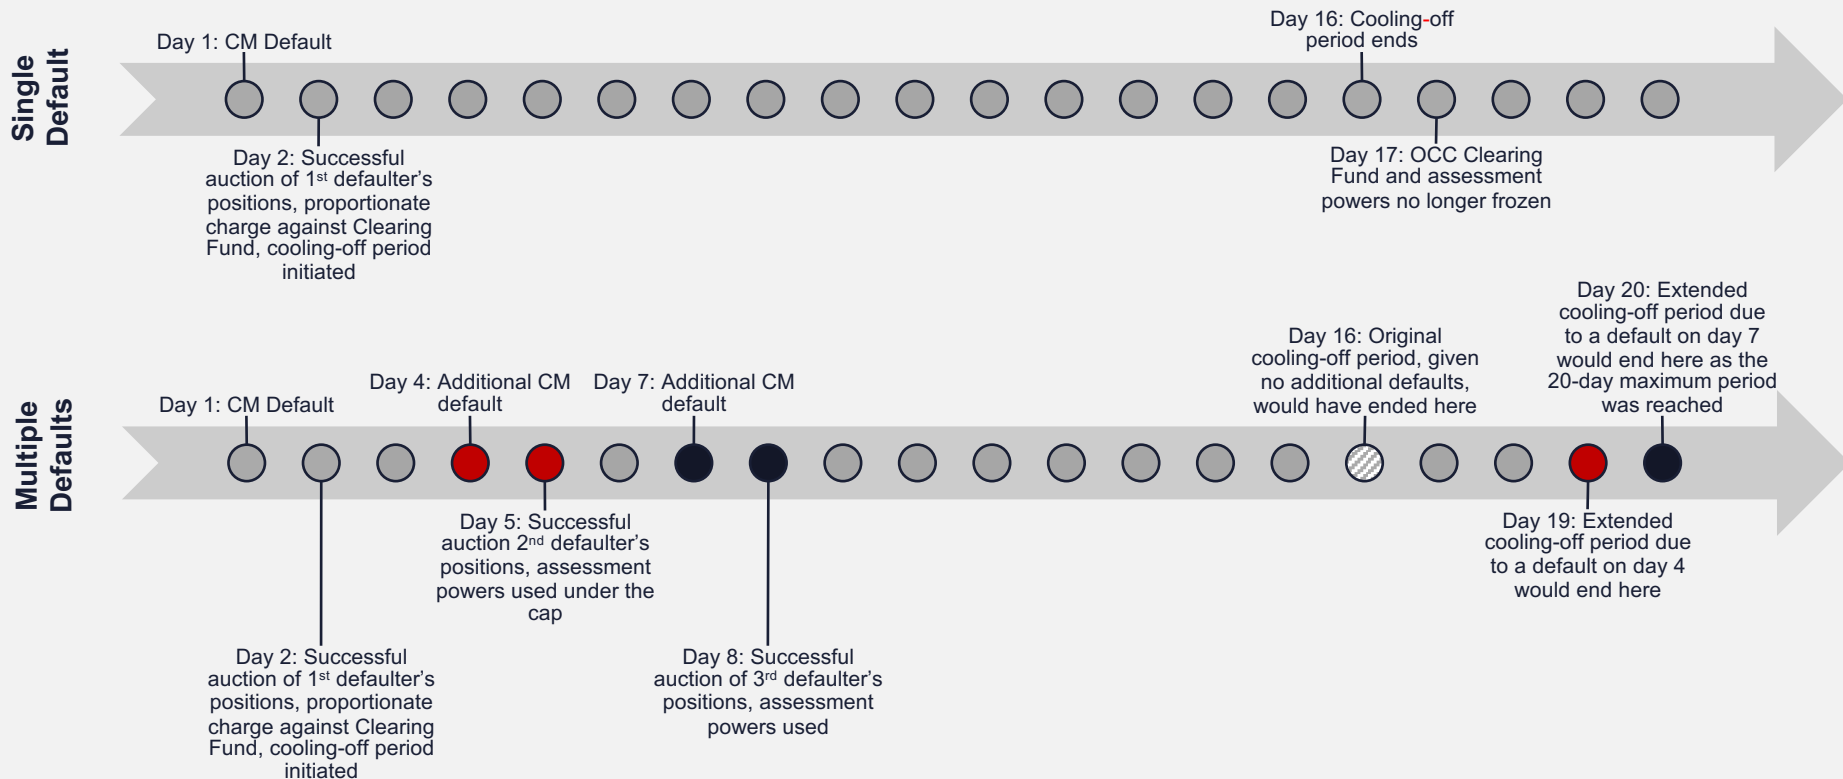 Single
Default
Day 1: CM Default
Day 2: Successful
auction of 1st defaulter's
positions, proportionate
charge against Clearing
Fund, cooling-off period
initiated
Day 16: Cooling-off
period ends
Day 17: OCC Clearing
Fund and assessment
powers no longer frozen
Multiple
Defaults
Day 1: CM Default
Day 2: Successful
auction of 1st defaulter's
positions, proportionate
charge against Clearing
Fund, cooling-off period
initiated
Day 4: Additional CM
default
Day 5: Successful
auction 2nd defaulter's
positions, assessment
powers used under the
cap
Day 7: Additional CM
default
Day 8: Successful
auction of 3rd defaulter's
positions, assessment
powers used
Day 16: Original
cooling-off period, given
no additional defaults,
would have ended here
Day 19: Extended
cooling-off period due
to a default on day 4
would end here
Day 20: Extended
cooling-off period due
to a default on day 7
would end here as the
20-day maximum period
was reached